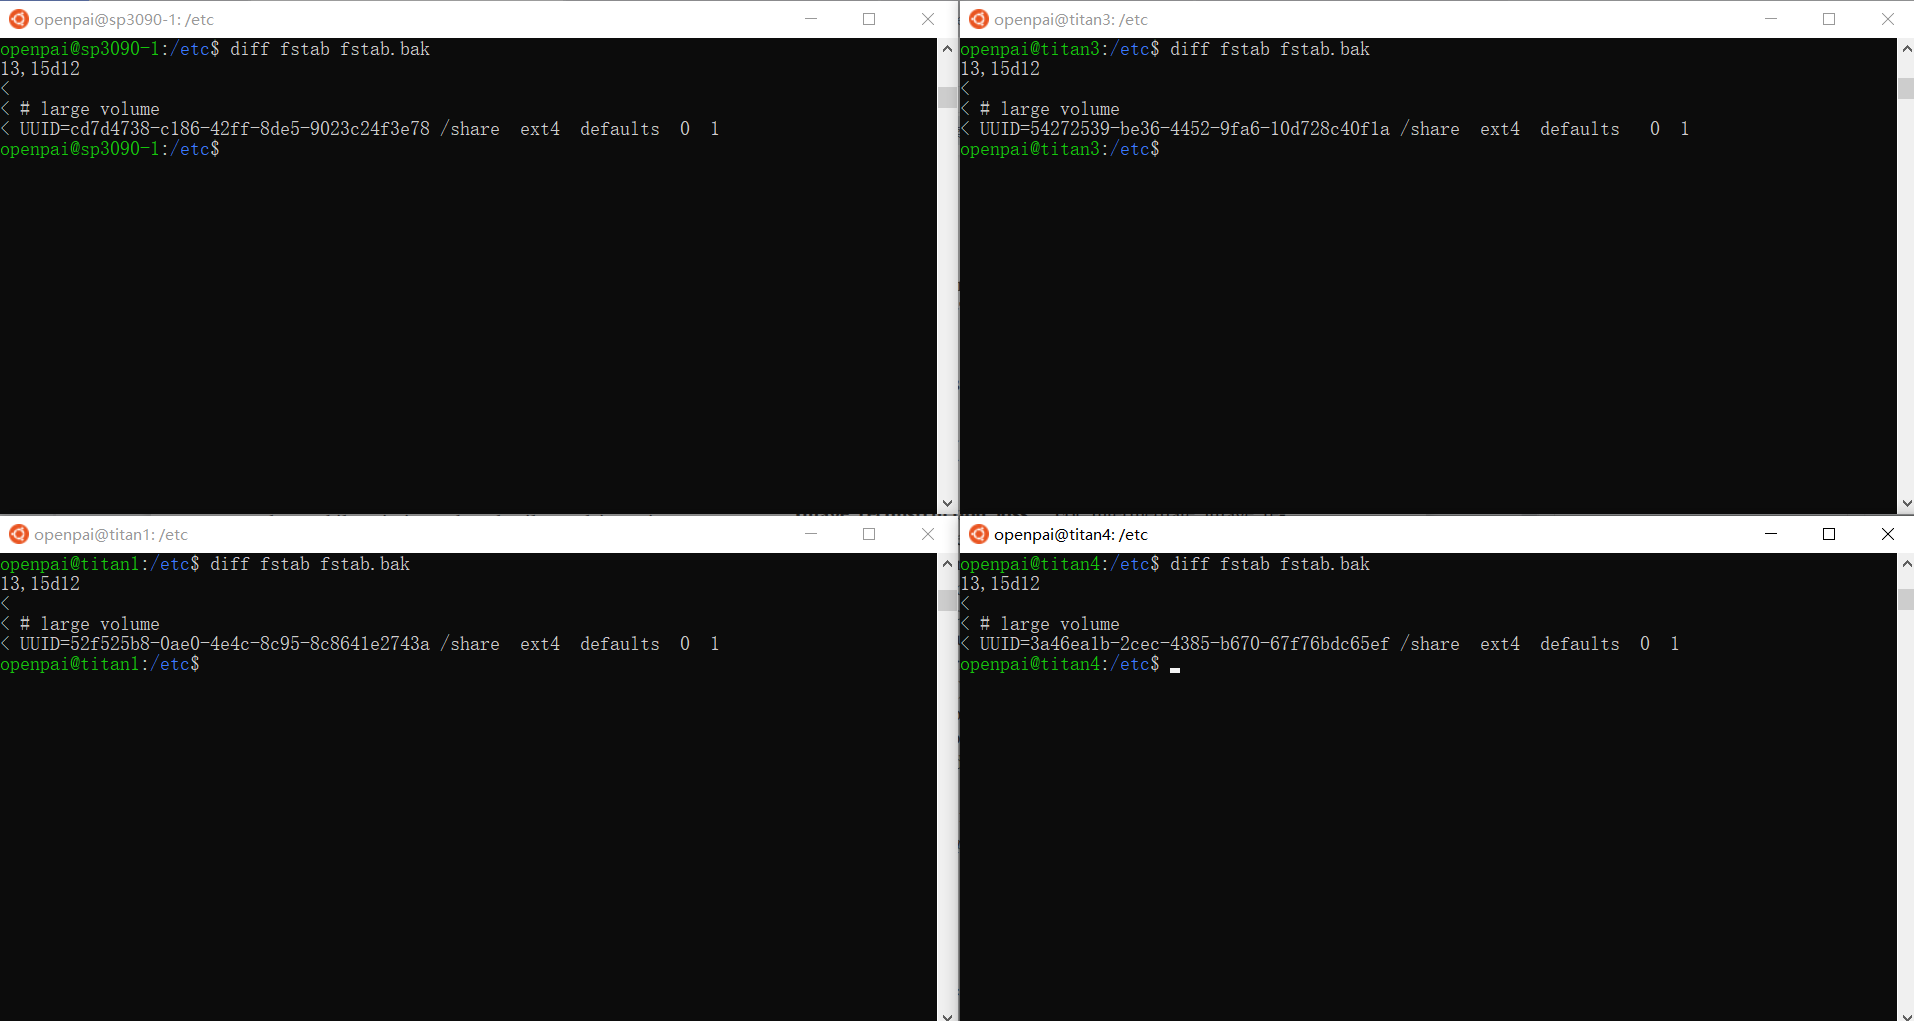 openpai@sp3090-1: /etc
openpai@sp3090-1:/etc$ diff fstab fstab.bak
13,15d12
<
< # large volume
< UUID=cd7d4738-c186-42ff-8de5-9023c24f3e78 /share  ext4  defaults  0  1
openpai@sp3090-1:/etc$
openpai@titan3: /etc
openpai@titan3:/etc$ diff fstab fstab.bak
13,15d12
<
< # large volume
< UUID=54272539-be36-4452-9fa6-10d728c40f1a /share  ext4  defaults   0  1
openpai@titan3:/etc$
openpai@titan1: /etc
openpai@titan1:/etc$ diff fstab fstab.bak
13,15d12
<
< # large volume
< UUID=52f525b8-0ae0-4e4c-8c95-8c8641e2743a /share  ext4  defaults  0  1
openpai@titan1:/etc$
openpai@titan4: /etc
openpai@titan4:/etc$ diff fstab fstab.bak
13,15d12
<
< # large volume
< UUID=3a46ea1b-2cec-4385-b670-67f76bdc65ef /share  ext4  defaults  0  1
openpai@titan4:/etc$